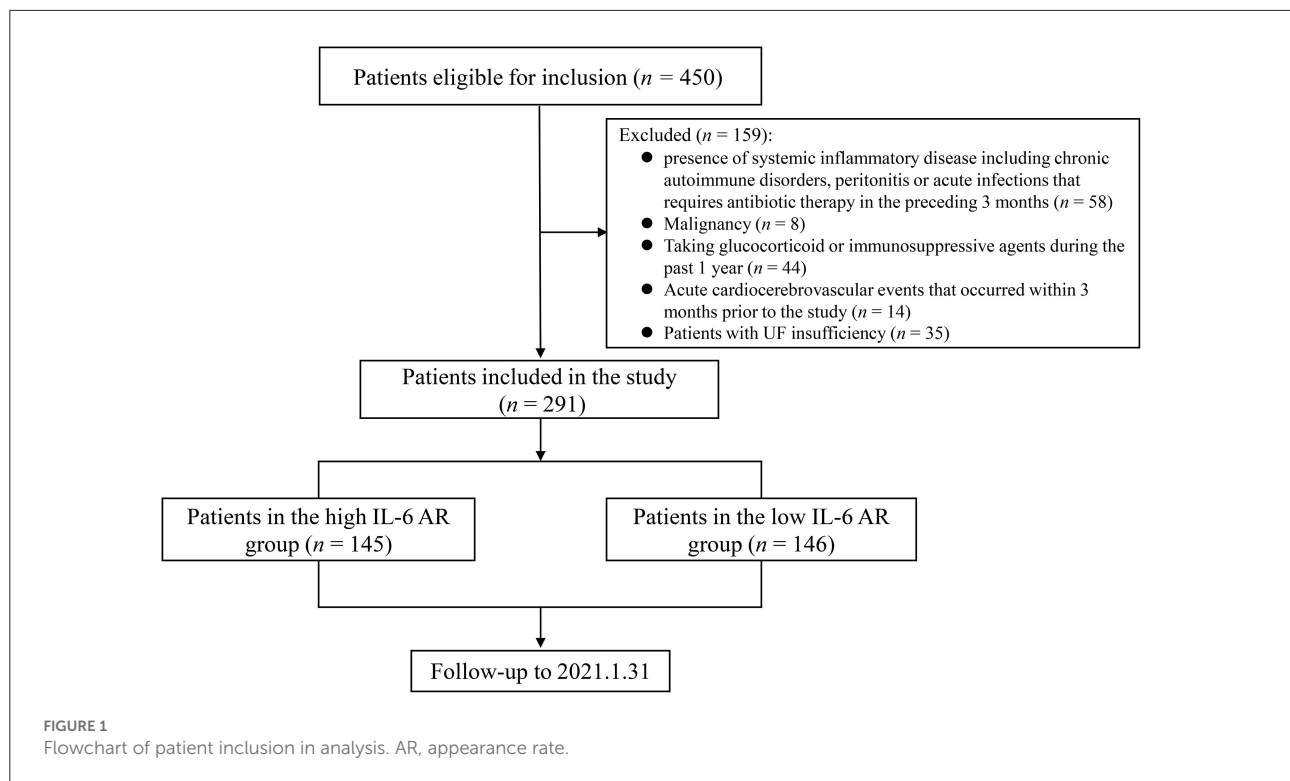 Patients eligible for inclusion (n = 450)
Excluded (n = 159):
● presence of systemic inflammatory disease including chronic
autoimmune disorders, peritonitis or acute infections that
requires antibiotic therapy in the preceding 3 months (n = 58)
● Malignancy (n = 8)
● Taking glucocorticoid or immunosuppressive agents during the
past 1 year (n = 44)
● Acute cardiocerebrovascular events that occurred within 3
months prior to the study (n = 14)
● Patients with UF insufficiency (n = 35)
Patients included in the study
(n = 291)
Patients in the high IL-6 AR
group (n = 145)
Patients in the low IL-6 AR
group (n = 146)
Follow-up to 2021.1.31
FIGURE 1
Flowchart of patient inclusion in analysis. AR, appearance rate.